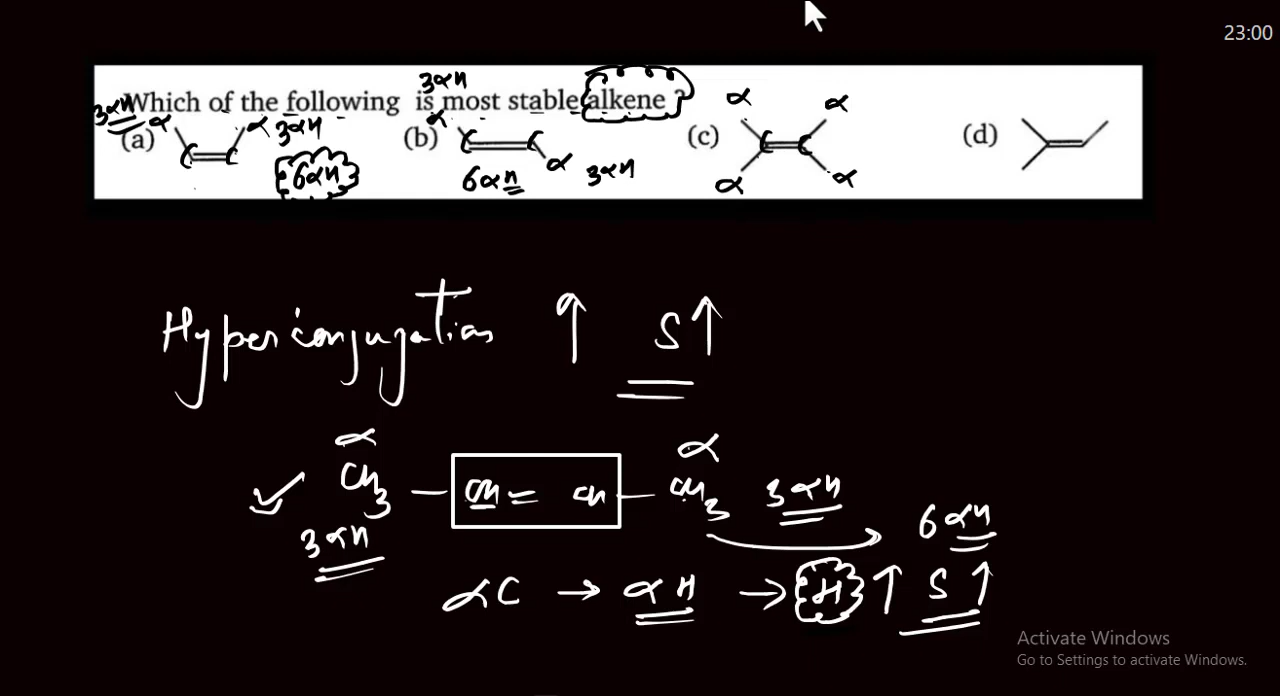 23:00
3αH
Which of the following is most stable alkene ?
(a) 3αH α α 3αH 6αH
C=C
(b) α C=C α 3αH 6αH
(c) α α C=C α α
(d)
Hyperconjugation ↑ S↑
α α
✓ CH3 – CH = CH – CH3 3αH
3αH 6αH
αC → αH → H ↑ S ↑
Activate Windows
Go to Settings to activate Windows.